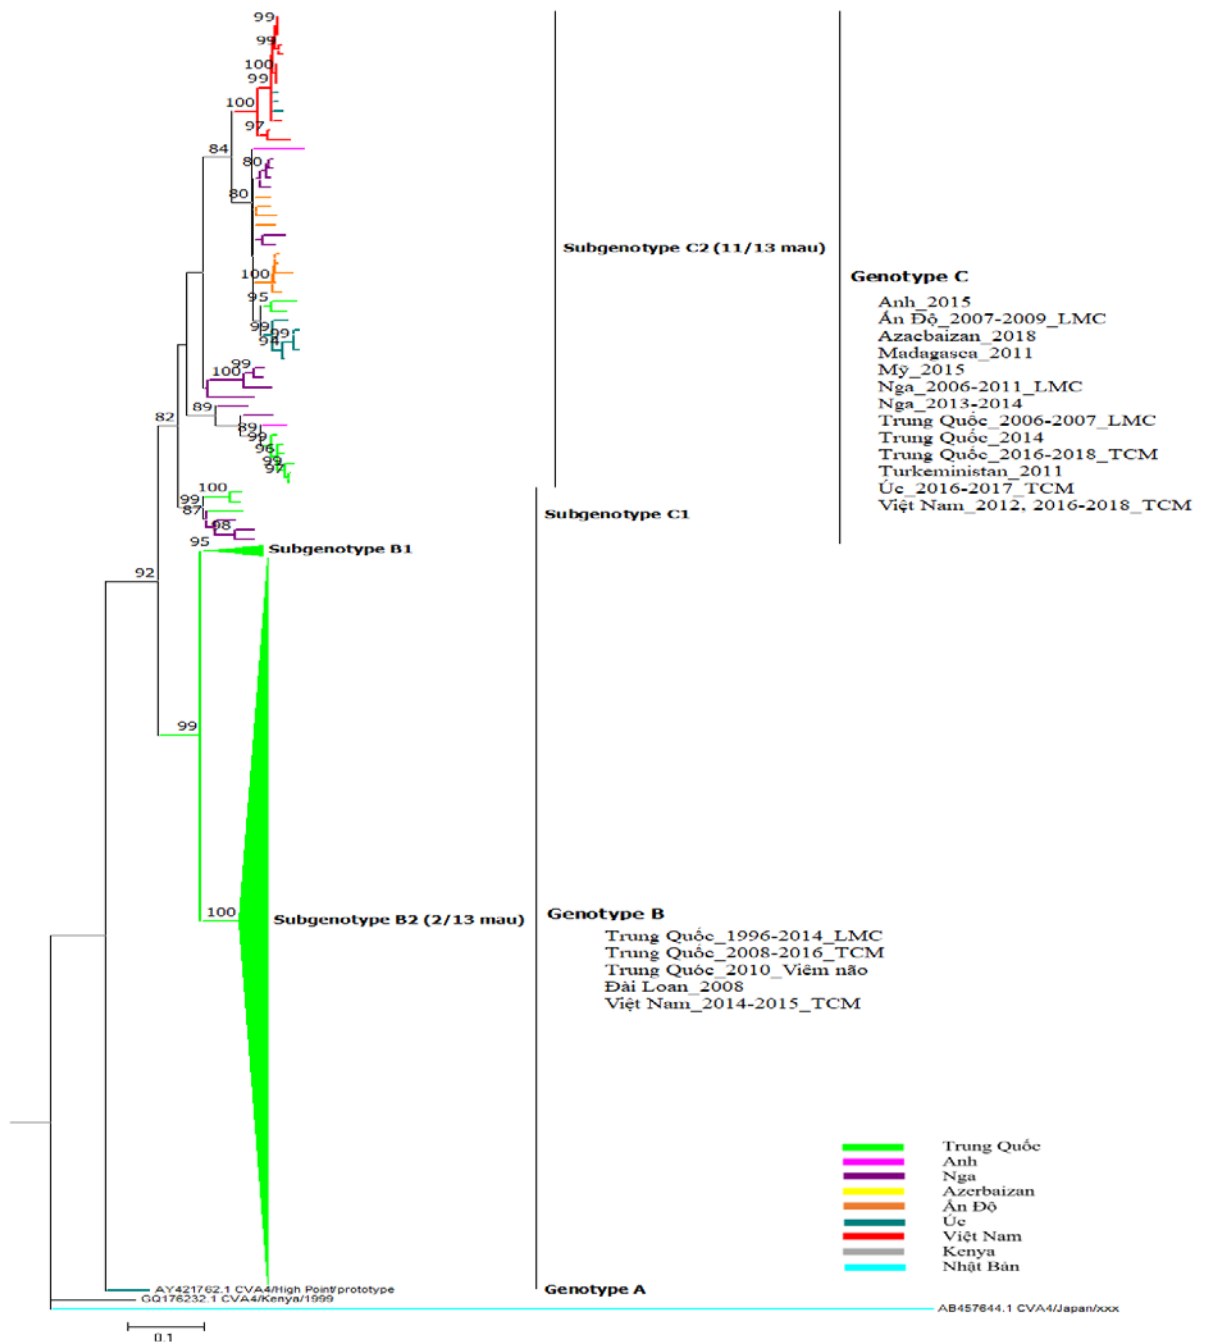 99
99
100
99
100
97
84
80
80
Subgenotype C2 (11/13 mau)
100
Genotype C
95
Anh_2015
Ấn Độ_2007-2009_LMC
99
99
94
Azacbaizan_2018
Madagasca_2011
99
Mỹ_2015
100
Nga_2006-2011_LMC
89
Nga_2013-2014
82
Trung Quốc_2006-2007_LMC
89
99
Trung Quốc_2014
96
Trung Quốc_2016-2018_TCM
99
97
Turkeministan_2011
Úc_2016-2017_TCM
100
99
Việt Nam_2012, 2016-2018_TCM
87
Subgenotype C1
98
95
Subgenotype B1
92
99
100
Subgenotype B2 (2/13 mau)
Genotype B
Trung Quốc_1996-2014_LMC
Trung Quốc_2008-2016_TCM
Trung Quốc_2010_Viêm não
Đài Loan_2008
Việt Nam_2014-2015_TCM
Trung Quốc
Anh
Nga
Azerbaizan
Ấn Độ
Úc
Việt Nam
Kenya
Nhật Bản
AY421762.1 CVA4/High Point/prototype
Genotype A
GQ176232.1 CVA4/Kenya/1999
AB457644.1 CVA4/Japan/xxx
0.1